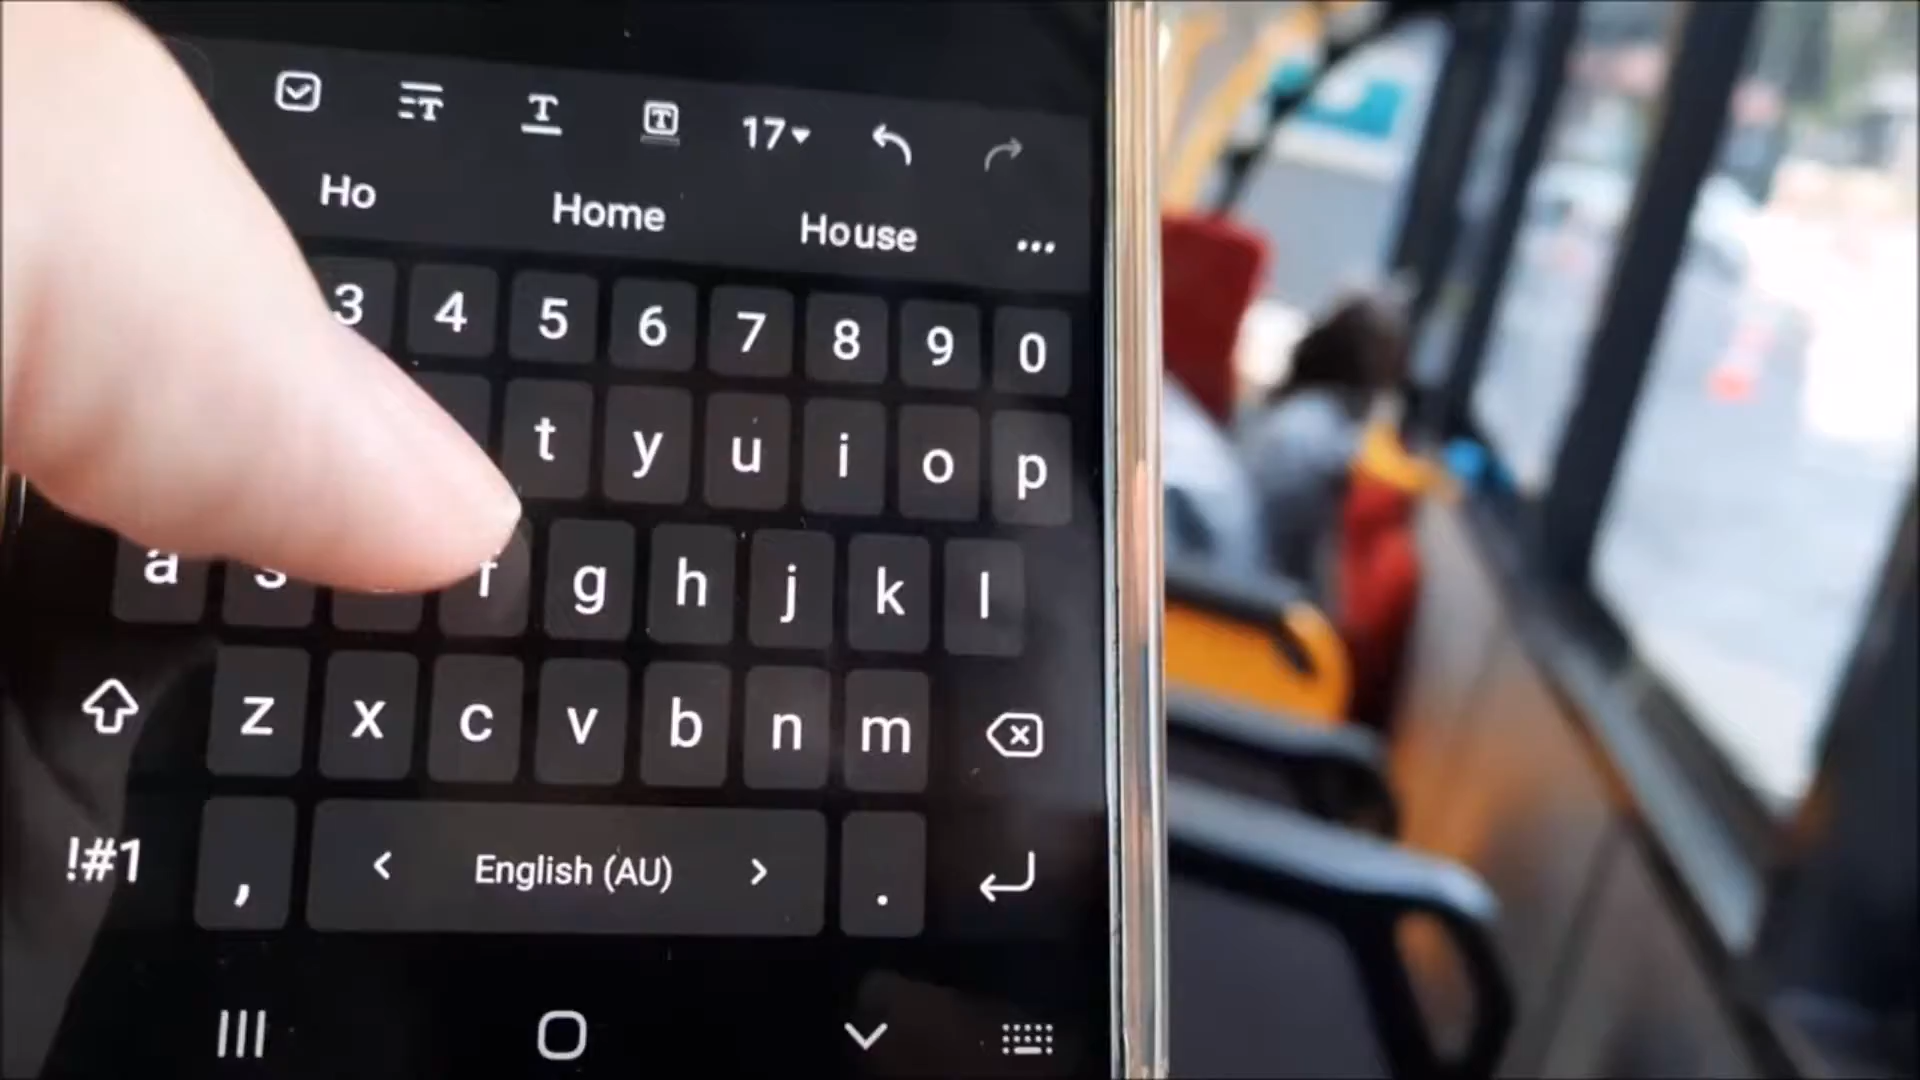 17
Ho Home House ...
3 4 5 6 7 8 9 0
t y u i o p
a s f g h j k l
z x c v b n m
!#1 , < English (AU) > .